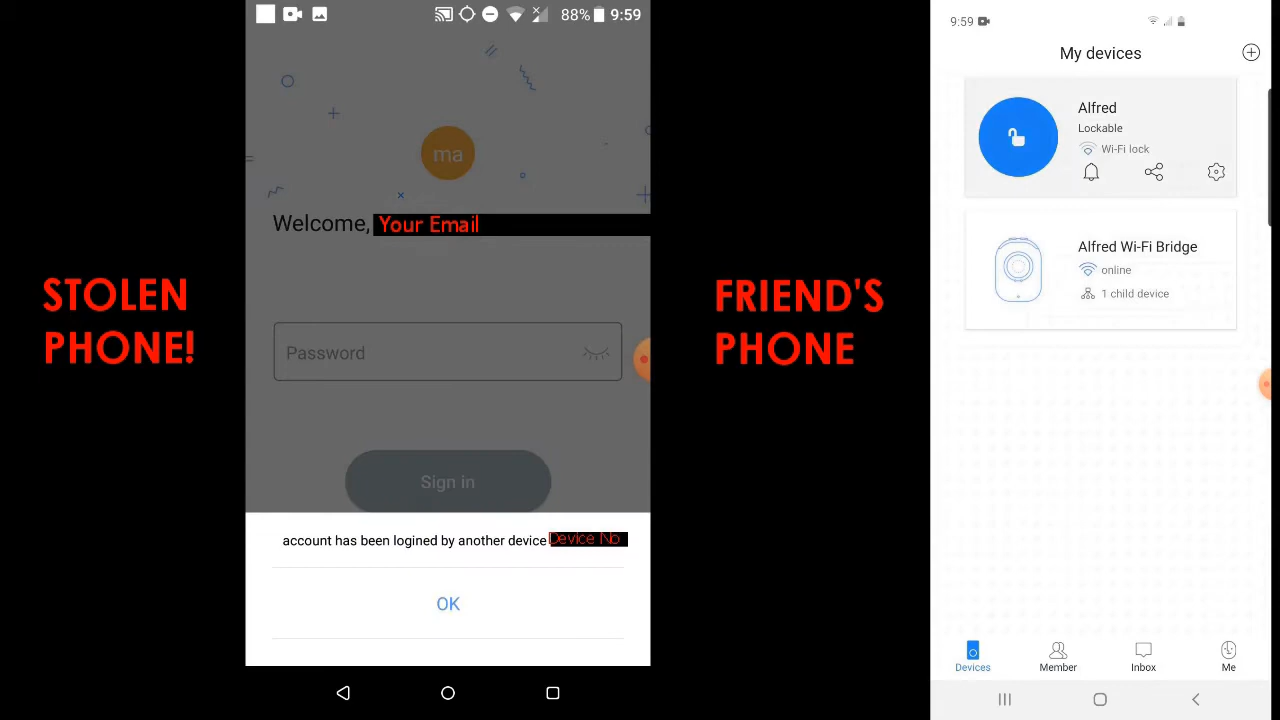 STOLEN
PHONE!
88% 9:59
ma
Welcome, Your Email
Password
Sign in
account has been logined by another device Device No
OK
FRIEND'S
PHONE
9:59
My devices
Alfred
Lockable
Wi-Fi lock
Alfred Wi-Fi Bridge
online
1 child device
Devices Member Inbox Me